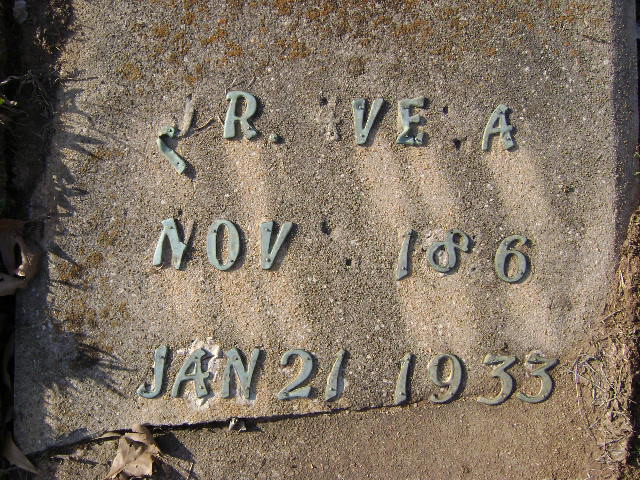 R. VE A
NOV 186
JAN 21 1933